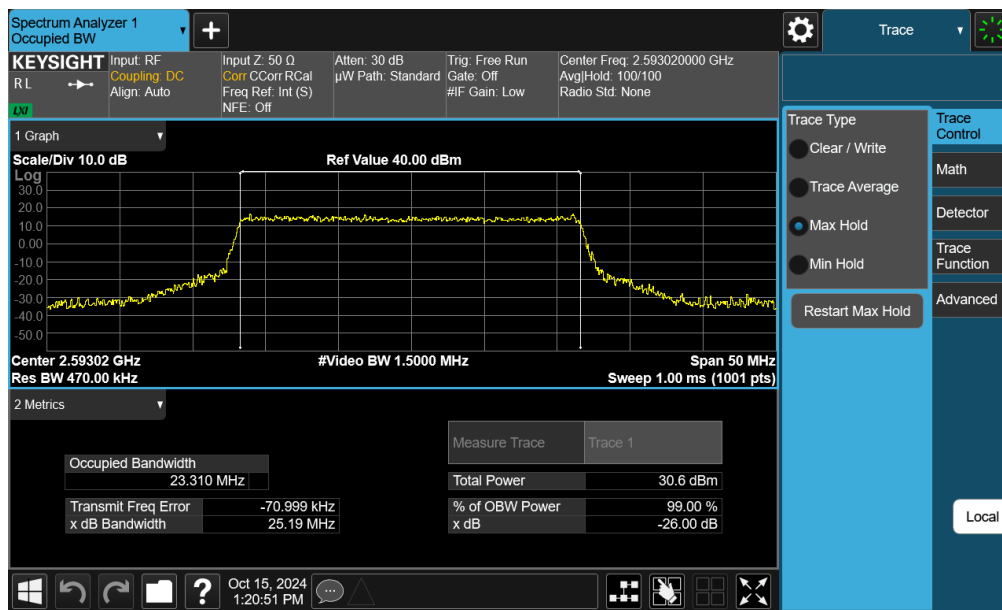 Spectrum Analyzer 1
Occupied BW
+
Trace
KEYSIGHT
R L
LXI
Input: RF
Coupling: DC
Align: Auto
Input Z: 50 Ω
Corr CCorr RCal
Freq Ref: Int (S)
NFE: Off
Atten: 30 dB
µW Path: Standard
Trig: Free Run
Gate: Off
#IF Gain: Low
Center Freq: 2.593020000 GHz
Avg|Hold: 100/100
Radio Std: None
1 Graph
Scale/Div 10.0 dB
Ref Value 40.00 dBm
Log
30.0
20.0
10.0
0.00
-10.0
-20.0
-30.0
-40.0
-50.0
Center 2.59302 GHz
#Video BW 1.5000 MHz
Span 50 MHz
Res BW 470.00 kHz
Sweep 1.00 ms (1001 pts)
2 Metrics
Measure Trace
Trace 1
Occupied Bandwidth
23.310 MHz
Total Power
30.6 dBm
Transmit Freq Error
-70.999 kHz
% of OBW Power
99.00 %
x dB Bandwidth
25.19 MHz
x dB
-26.00 dB
Trace Type
Clear / Write
Trace Average
Max Hold
Min Hold
Restart Max Hold
Trace
Control
Math
Detector
Trace
Function
Advanced
Local
?
Oct 15, 2024
1:20:51 PM